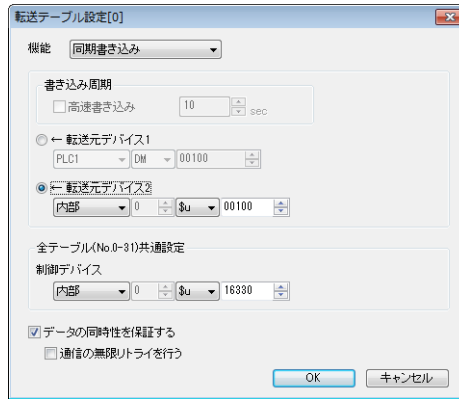 転送テーブル設定[0]
機能 同期書き込み
書き込み周期
高速書き込み 10 sec
← 転送元デバイス1
PLC1 DM 00100
← 転送元デバイス2
内部 0 $u 00100
全テーブル(No.0-31)共通設定
制御デバイス
内部 0 $u 16330
データの同時性を保証する
通信の無限リトライを行う
OK キャンセル